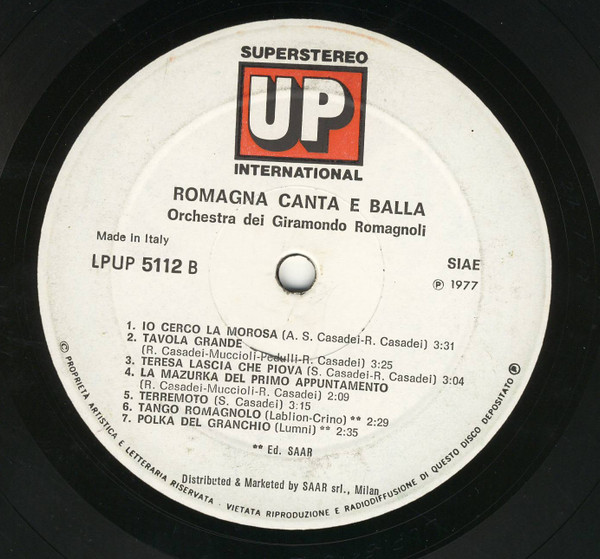 SUPERSTEREO
UP
INTERNATIONAL
ROMAGNA CANTA E BALLA
Orchestra dei Giramondo Romagnoli
Made In Italy
LPUP 5112 B
SIAE
℗ 1977
1. IO CERCO LA MOROSA (A. S. Casadei-R. Casadei) 3:31
2. TAVOLA GRANDE
(R. Casadei-Muccioli-Pedulli-R. Casadei) 3:25
3. TERESA LASCIA CHE PIOVA (S. Casadei-R. Casadei) 3:04
4. LA MAZURKA DEL PRIMO APPUNTAMENTO
(R. Casadei-Muccioli-R. Casadei) 2:09
5. TERREMOTO (S. Casadei) 3:15
6. TANGO ROMAGNOLO (Lablion-Crino) ** 2:29
7. POLKA DEL GRANCHIO (Lumni) ** 2:35
** Ed. SAAR
Distributed & Marketed by SAAR srl., Milan
© PROPRIETA ARTISTICA E LETTERARIA RISERVATA - VIETATA RIPRODUZIONE E RADIODIFFUSIONE DI QUESTO DISCO DEPOSITATO ℗